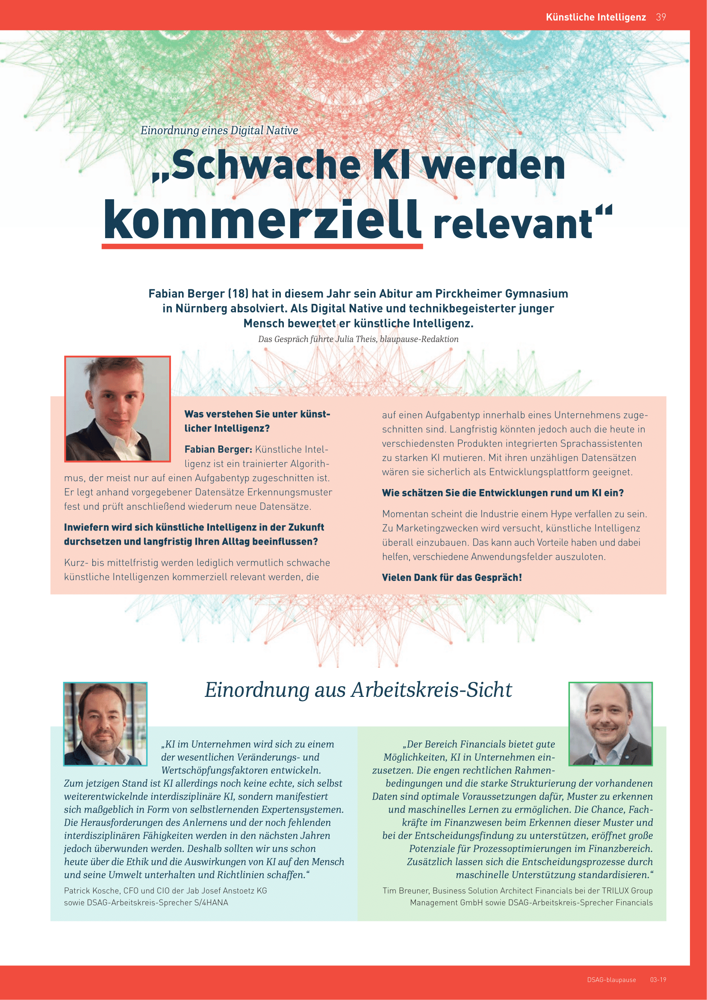 Künstliche Intelligenz 39
Einordnung eines Digital Native
„Schwache KI werden
kommerziell relevant“
Fabian Berger (18) hat in diesem Jahr sein Abitur am Pirckheimer Gymnasium
in Nürnberg absolviert. Als Digital Native und technikbegeisterter junger
Mensch bewertet er künstliche Intelligenz.
Das Gespräch führte Julia Theis, blaupause-Redaktion
Was verstehen Sie unter künst-
licher Intelligenz?
Fabian Berger: Künstliche Intel-
ligenz ist ein trainierter Algorith-
mus, der meist nur auf einen Aufgabentyp zugeschnitten ist.
Er legt anhand vorgegebener Datensätze Erkennungsmuster
fest und prüft anschließend wiederum neue Datensätze.
Inwiefern wird sich künstliche Intelligenz in der Zukunft
durchsetzen und langfristig Ihren Alltag beeinflussen?
Kurz- bis mittelfristig werden lediglich vermutlich schwache
künstliche Intelligenzen kommerziell relevant werden, die
auf einen Aufgabentyp innerhalb eines Unternehmens zuge-
schnitten sind. Langfristig könnten jedoch auch die heute in
verschiedensten Produkten integrierten Sprachassistenten
zu starken KI mutieren. Mit ihren unzähligen Datensätzen
wären sie sicherlich als Entwicklungsplattform geeignet.
Wie schätzen Sie die Entwicklungen rund um KI ein?
Momentan scheint die Industrie einem Hype verfallen zu sein.
Zu Marketingzwecken wird versucht, künstliche Intelligenz
überall einzubauen. Das kann auch Vorteile haben und dabei
helfen, verschiedene Anwendungsfelder auszuloten.
Vielen Dank für das Gespräch!
Einordnung aus Arbeitskreis-Sicht
„KI im Unternehmen wird sich zu einem
der wesentlichen Veränderungs- und
Wertschöpfungsfaktoren entwickeln.
Zum jetzigen Stand ist KI allerdings noch keine echte, sich selbst
weiterentwickelnde interdisziplinäre KI, sondern manifestiert
sich maßgeblich in Form von selbstlernenden Expertensystemen.
Die Herausforderungen des Anlernens und der noch fehlenden
interdisziplinären Fähigkeiten werden in den nächsten Jahren
jedoch überwunden werden. Deshalb sollten wir uns schon
heute über die Ethik und die Auswirkungen von KI auf den Mensch
und seine Umwelt unterhalten und Richtlinien schaffen.“
Patrick Kosche, CFO und CIO der Jab Josef Anstoetz KG
sowie DSAG-Arbeitskreis-Sprecher S/4HANA
„Der Bereich Financials bietet gute
Möglichkeiten, KI in Unternehmen ein-
zusetzen. Die engen rechtlichen Rahmen-
bedingungen und die starke Strukturierung der vorhandenen
Daten sind optimale Voraussetzungen dafür, Muster zu erkennen
und maschinelles Lernen zu ermöglichen. Die Chance, Fach-
kräfte im Finanzwesen beim Erkennen dieser Muster und
bei der Entscheidungsfindung zu unterstützen, eröffnet große
Potenziale für Prozessoptimierungen im Finanzbereich.
Zusätzlich lassen sich die Entscheidungsprozesse durch
maschinelle Unterstützung standardisieren.“
Tim Breuner, Business Solution Architect Financials bei der TRILUX Group
Management GmbH sowie DSAG-Arbeitskreis-Sprecher Financials
DSAG-blaupause 03-19